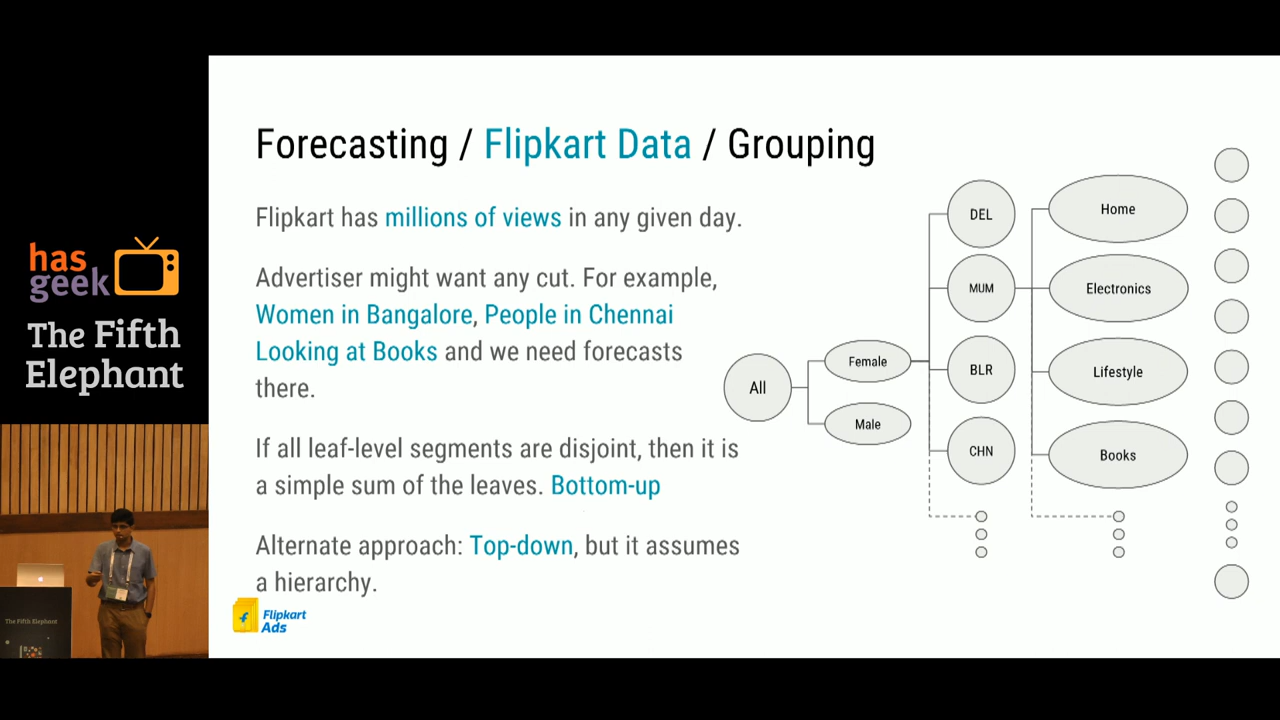 Forecasting / Flipkart Data / Grouping
Flipkart has millions of views in any given day.
Advertiser might want any cut. For example,
Women in Bangalore, People in Chennai
Looking at Books and we need forecasts
there.
If all leaf-level segments are disjoint, then it is
a simple sum of the leaves. Bottom-up
Alternate approach: Top-down, but it assumes
a hierarchy.
Flipkart
Ads
All
Female
Male
DEL
MUM
BLR
CHN
Home
Electronics
Lifestyle
Books
has
geek
The Fifth
Elephant
The Fifth Elephant